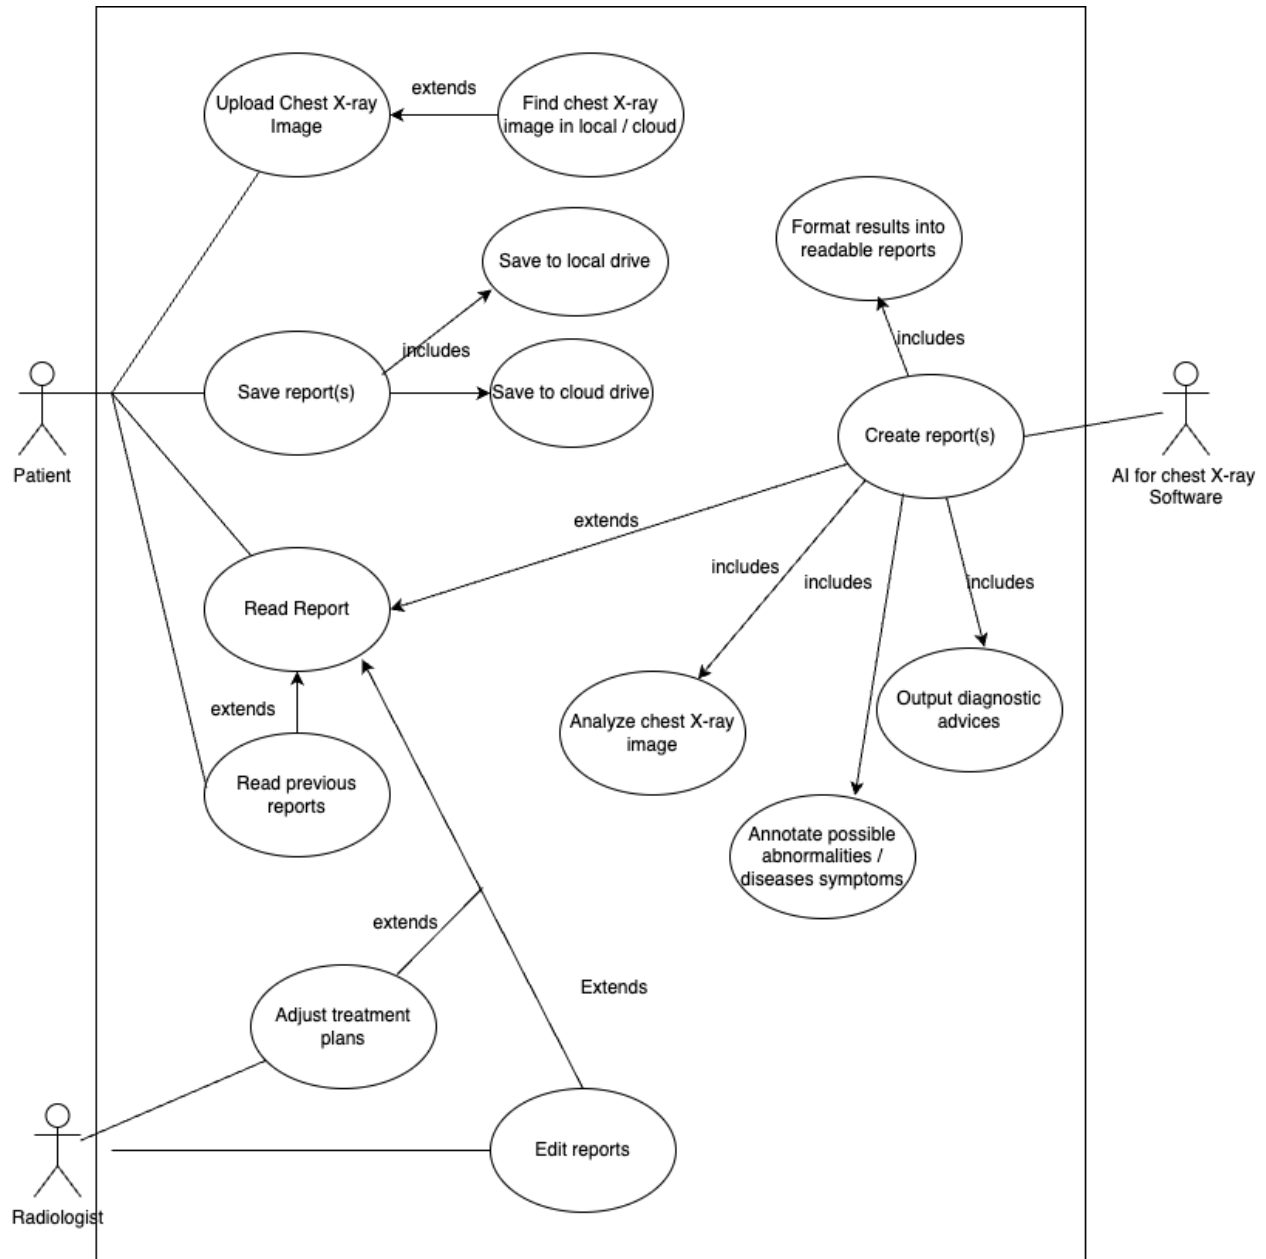 Upload Chest X-ray
Image
extends
Find chest X-ray
image in local / cloud
Format results into
readable reports
Save to local drive
includes
includes
Save report(s)
Save to cloud drive
Create report(s)
Patient
AI for chest X-ray
Software
extends
includes
includes
includes
Read Report
extends
Analyze chest X-ray
image
Output diagnostic
advices
Read previous
reports
Annotate possible
abnormalities /
diseases symptoms
extends
Extends
Adjust treatment
plans
Edit reports
Radiologist